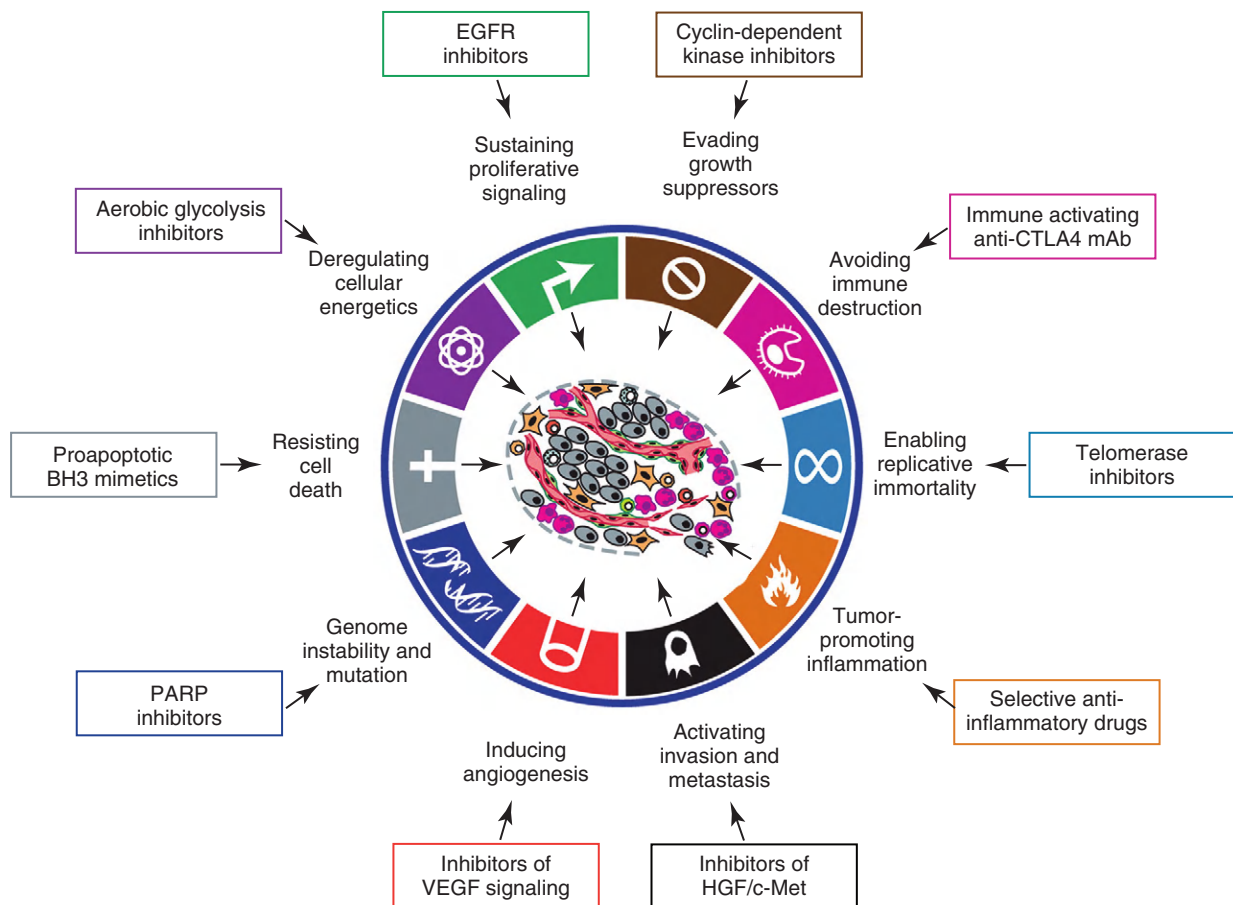 EGFR
inhibitors
Cyclin-dependent
kinase inhibitors
Sustaining
proliferative
signaling
Evading
growth
suppressors
Aerobic glycolysis
inhibitors
Immune activating
anti-CTLA4 mAb
Deregulating
cellular
energetics
Avoiding
immune
destruction
Proapoptotic
BH3 mimetics
Resisting
cell
death
Enabling
replicative
immortality
Telomerase
inhibitors
Genome
instability and
mutation
Tumor-
promoting
inflammation
PARP
inhibitors
Selective anti-
inflammatory drugs
Inducing
angiogenesis
Activating
invasion and
metastasis
Inhibitors of
VEGF signaling
Inhibitors of
HGF/c-Met